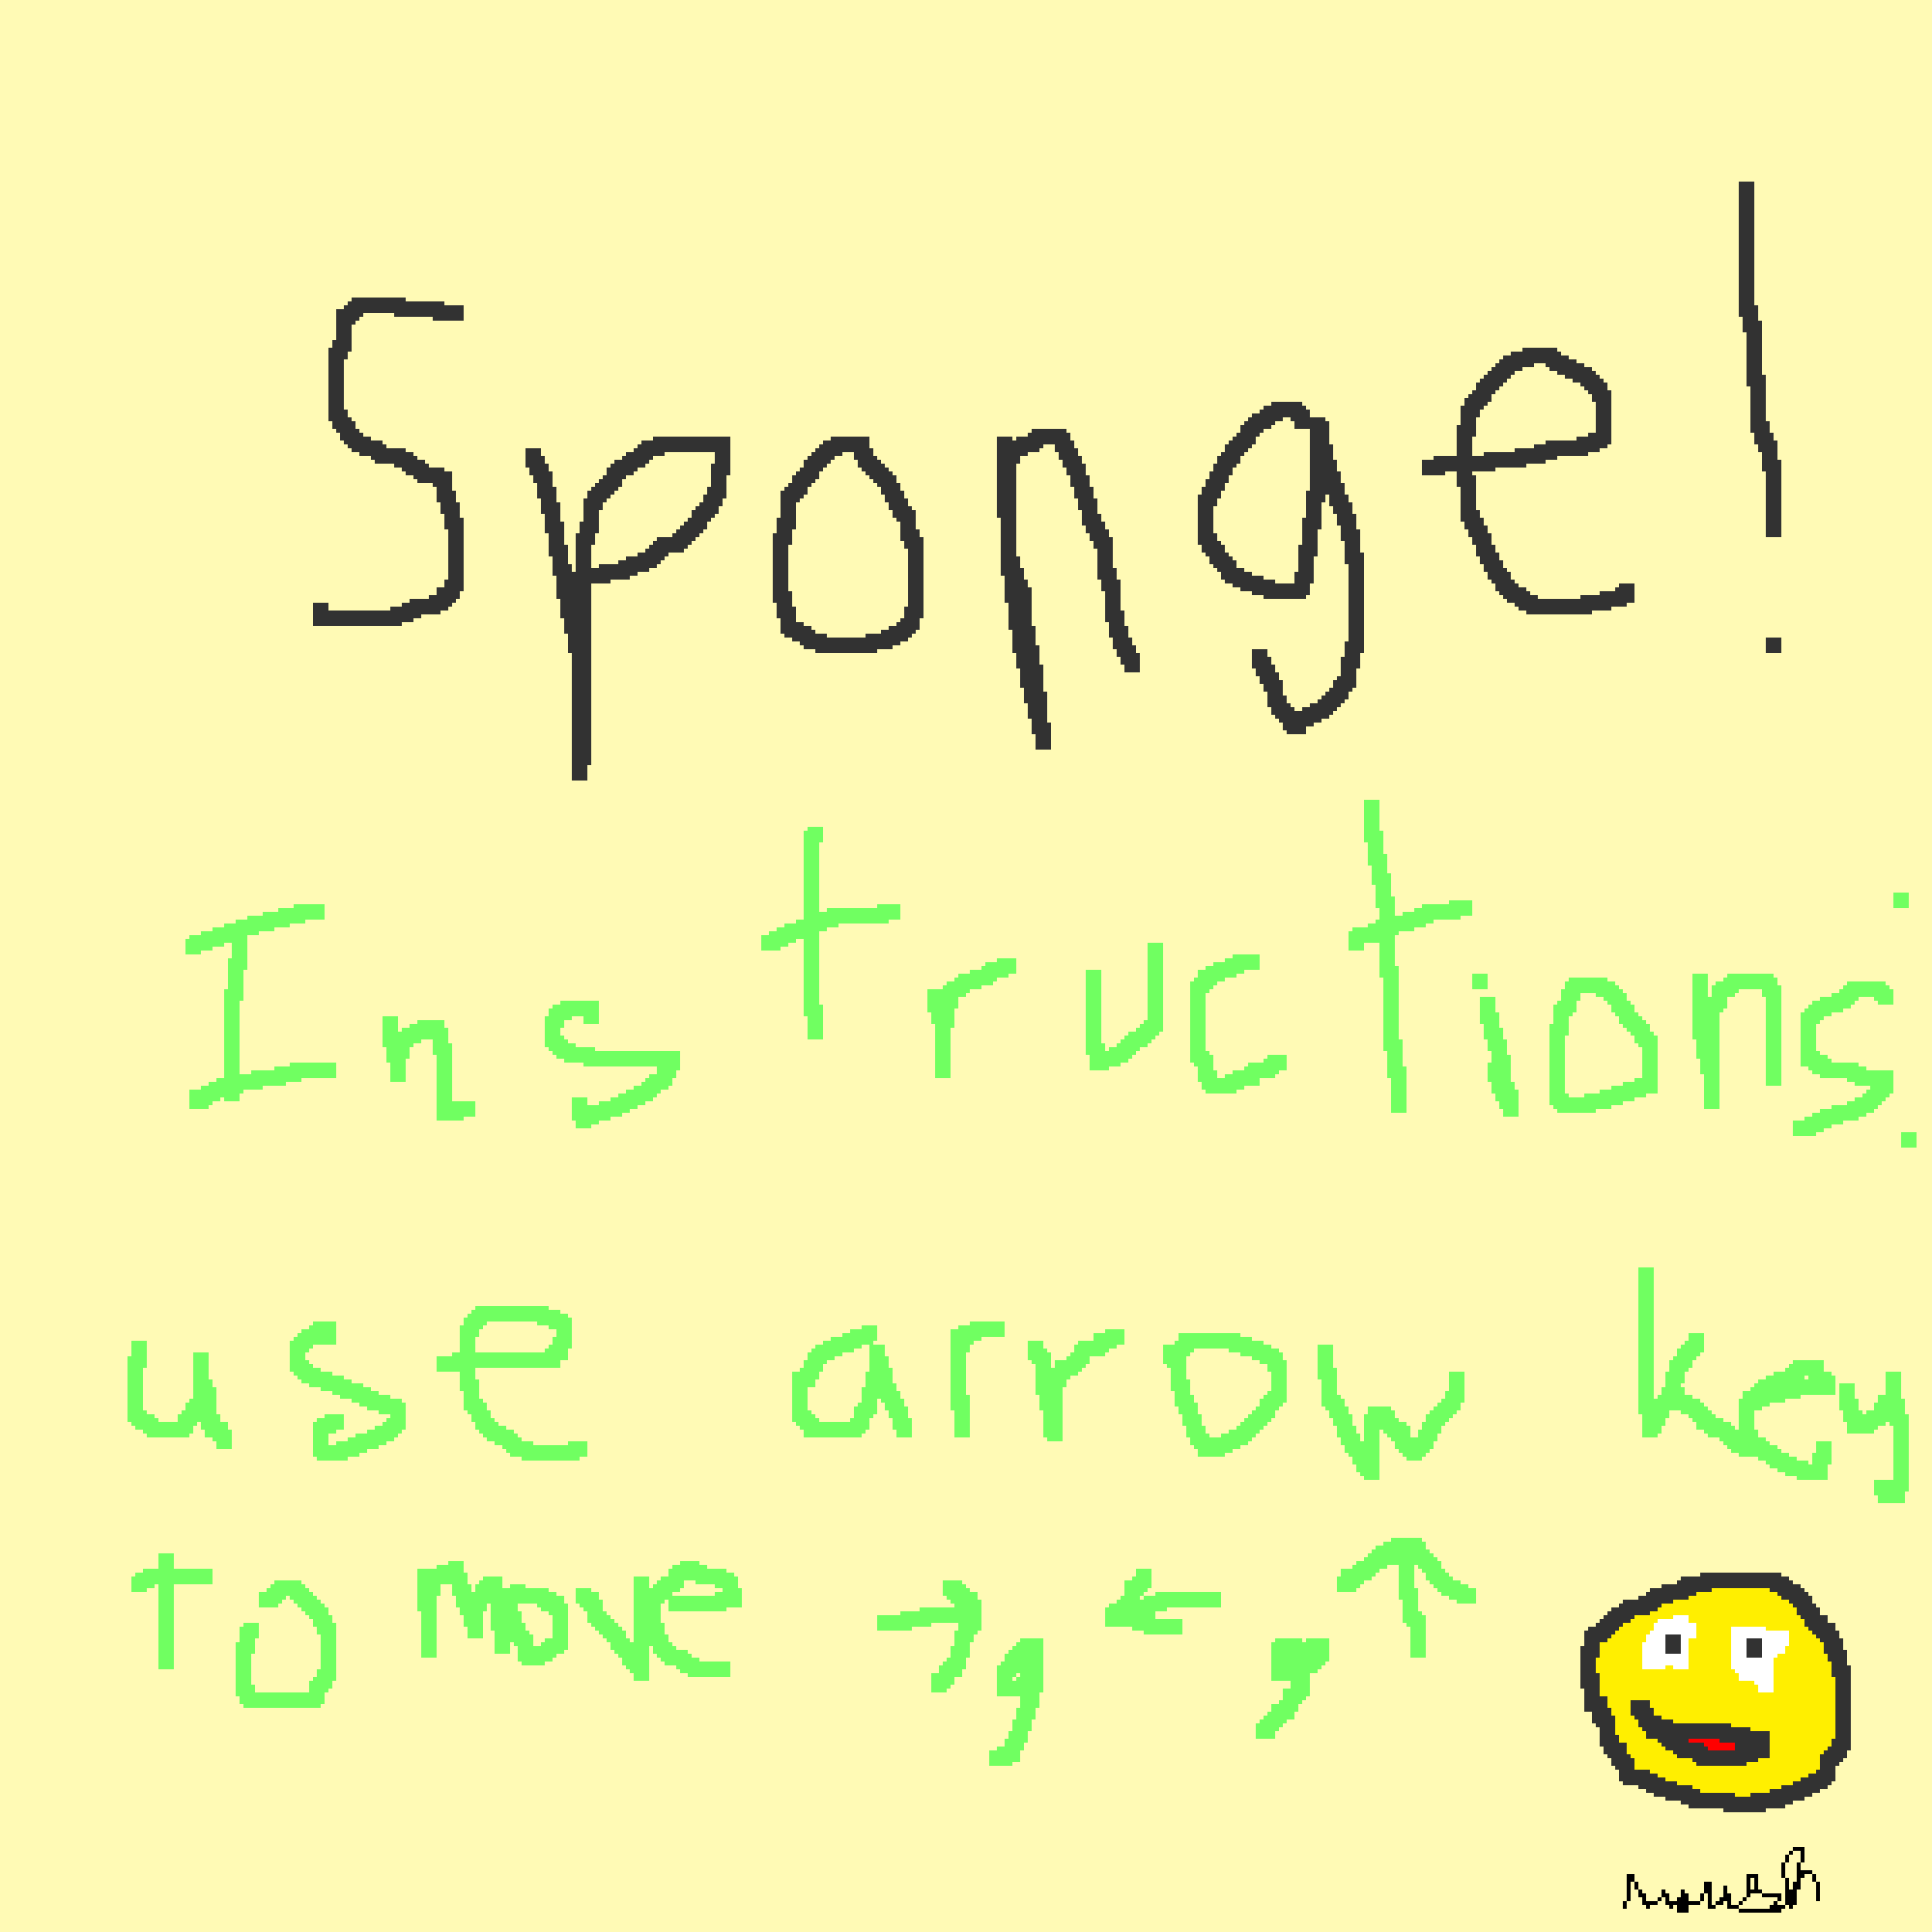 Sponge!
Instructions:
use arrow key
to move →, ←, ↑